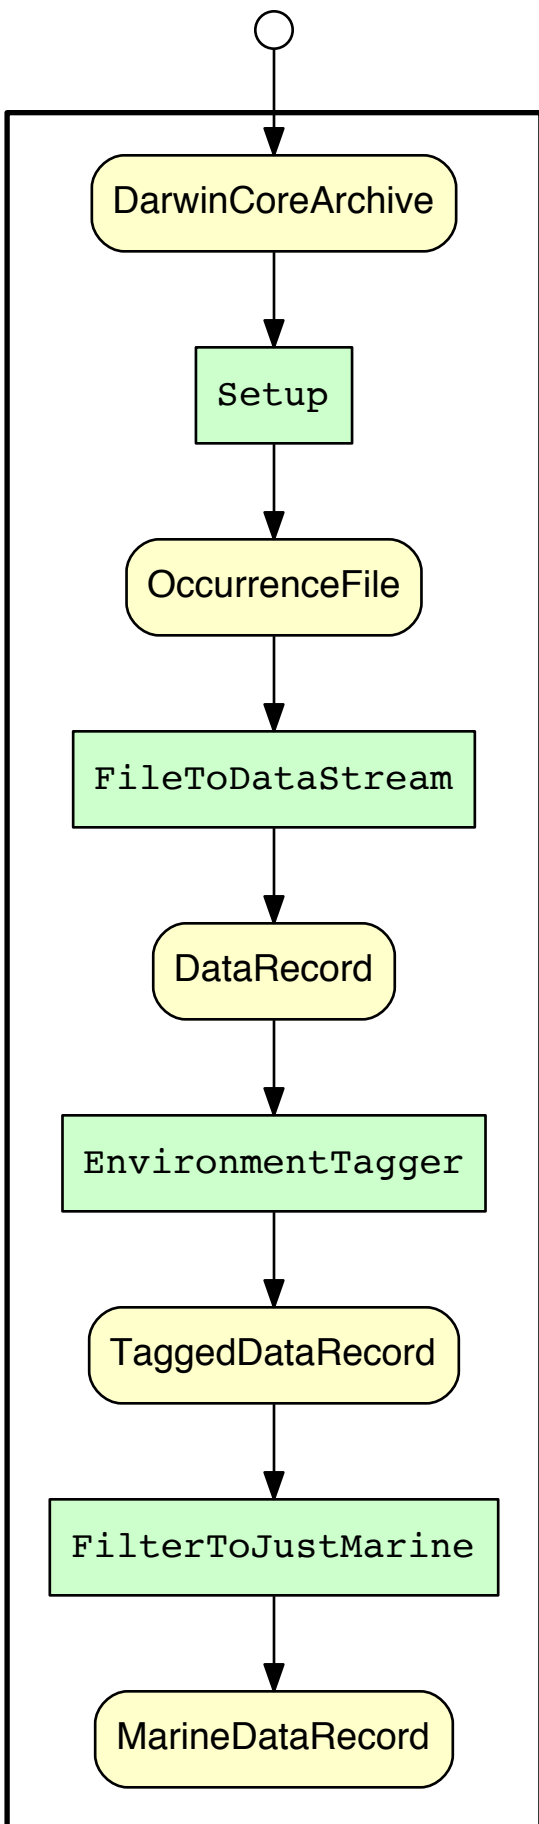 DarwinCoreArchive
Setup
OccurrenceFile
FileToDataStream
DataRecord
EnvironmentTagger
TaggedDataRecord
FilterToJustMarine
MarineDataRecord